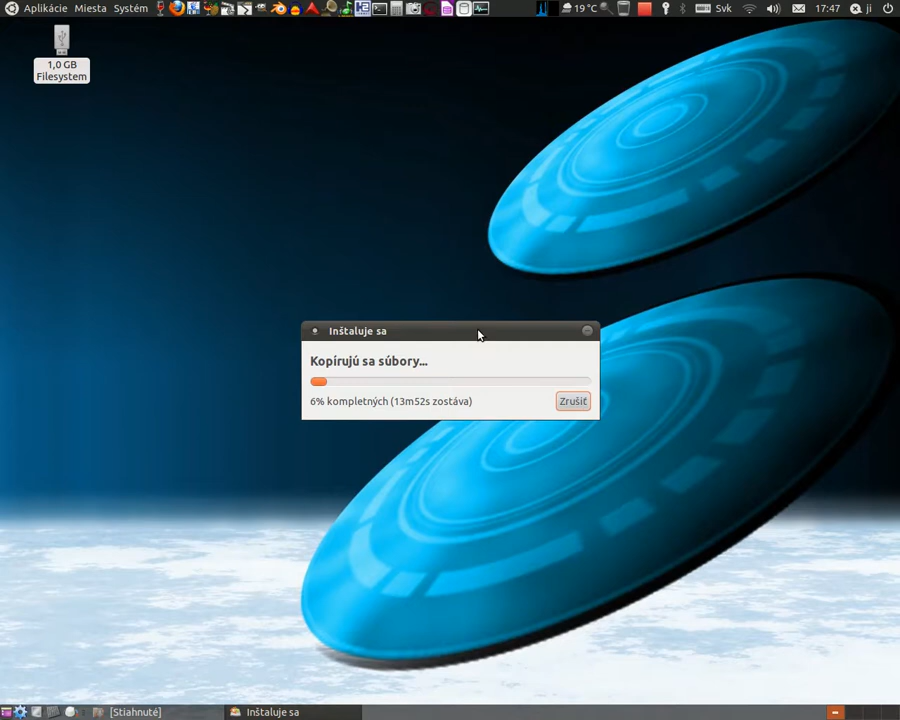 Aplikácie Miesta Systém 19 °C Svk 17:47 ji
1,0 GB
Filesystem
Inštaluje sa
Kopírujú sa súbory...
6% kompletných (13m52s zostáva)
Zrušiť
[Stiahnuté] Inštaluje sa